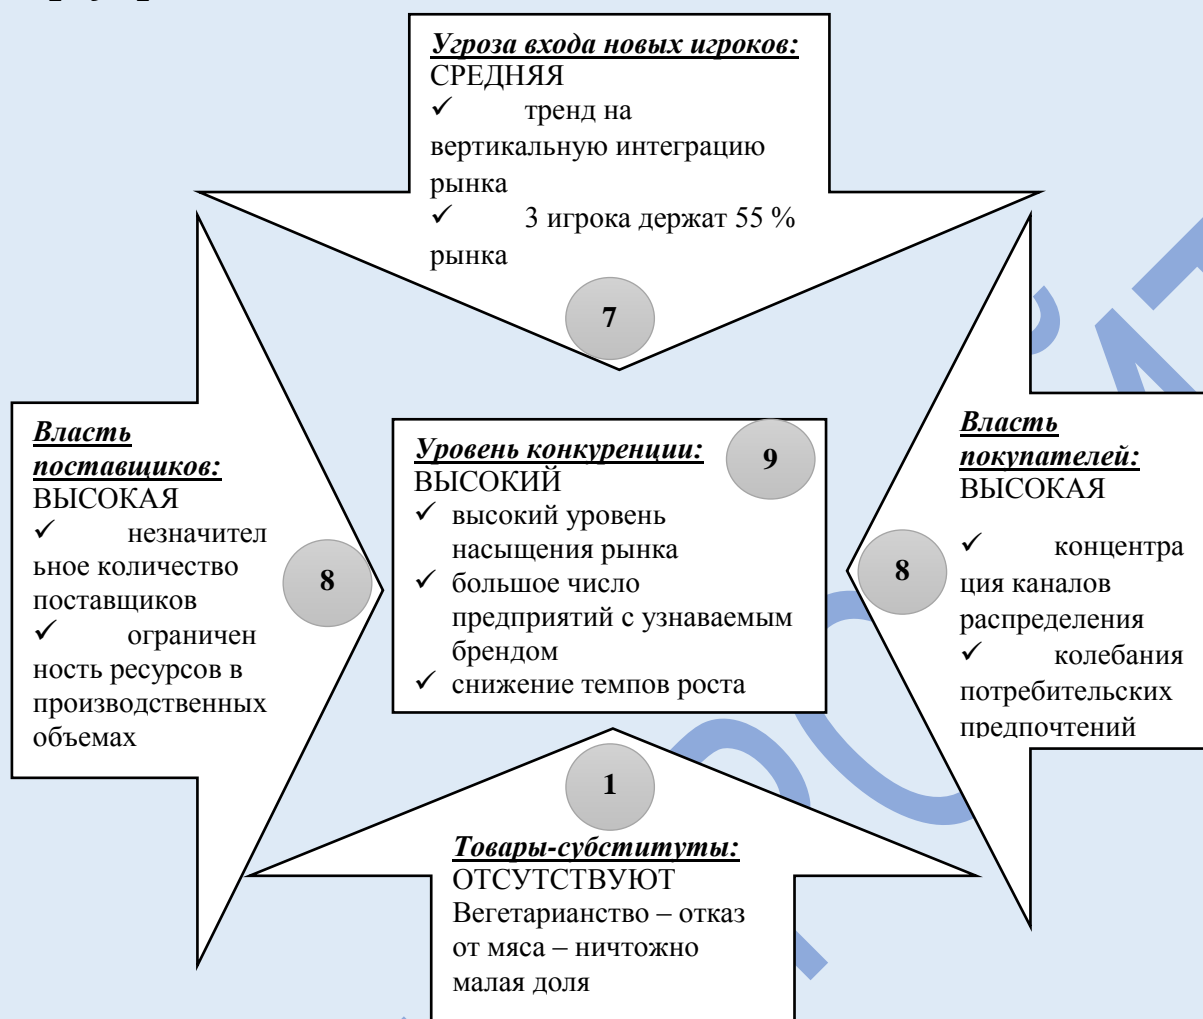 Угроза входа новых игроков:
СРЕДНЯЯ
✓ тренд на
вертикальную интеграцию
рынка
✓ 3 игрока держат 55 %
рынка
7
Власть
поставщиков:
ВЫСОКАЯ
✓ незначител
ьное количество
поставщиков
✓ ограничен
ность ресурсов в
производственных
объемах
8
Уровень конкуренции:
ВЫСОКИЙ
✓ высокий уровень
насыщения рынка
✓ большое число
предприятий с узнаваемым
брендом
✓ снижение темпов роста
9
Власть
покупателей:
ВЫСОКАЯ
✓ концентра
ция каналов
распределения
✓ колебания
потребительских
предпочтений
8
1
Товары-субституты:
ОТСУТСТВУЮТ
Вегетарианство – отказ
от мяса – ничтожно
малая доля